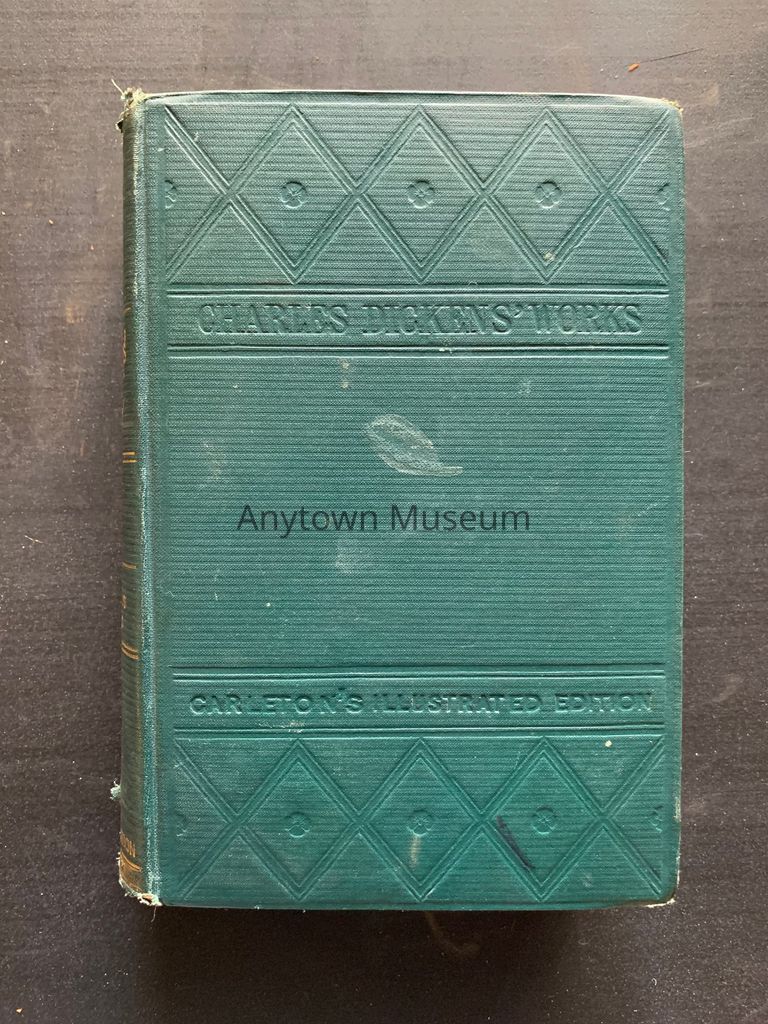 CHARLES DICKENS' WORKS
Anytown Museum
CARLETON'S ILLUSTRATED EDITION